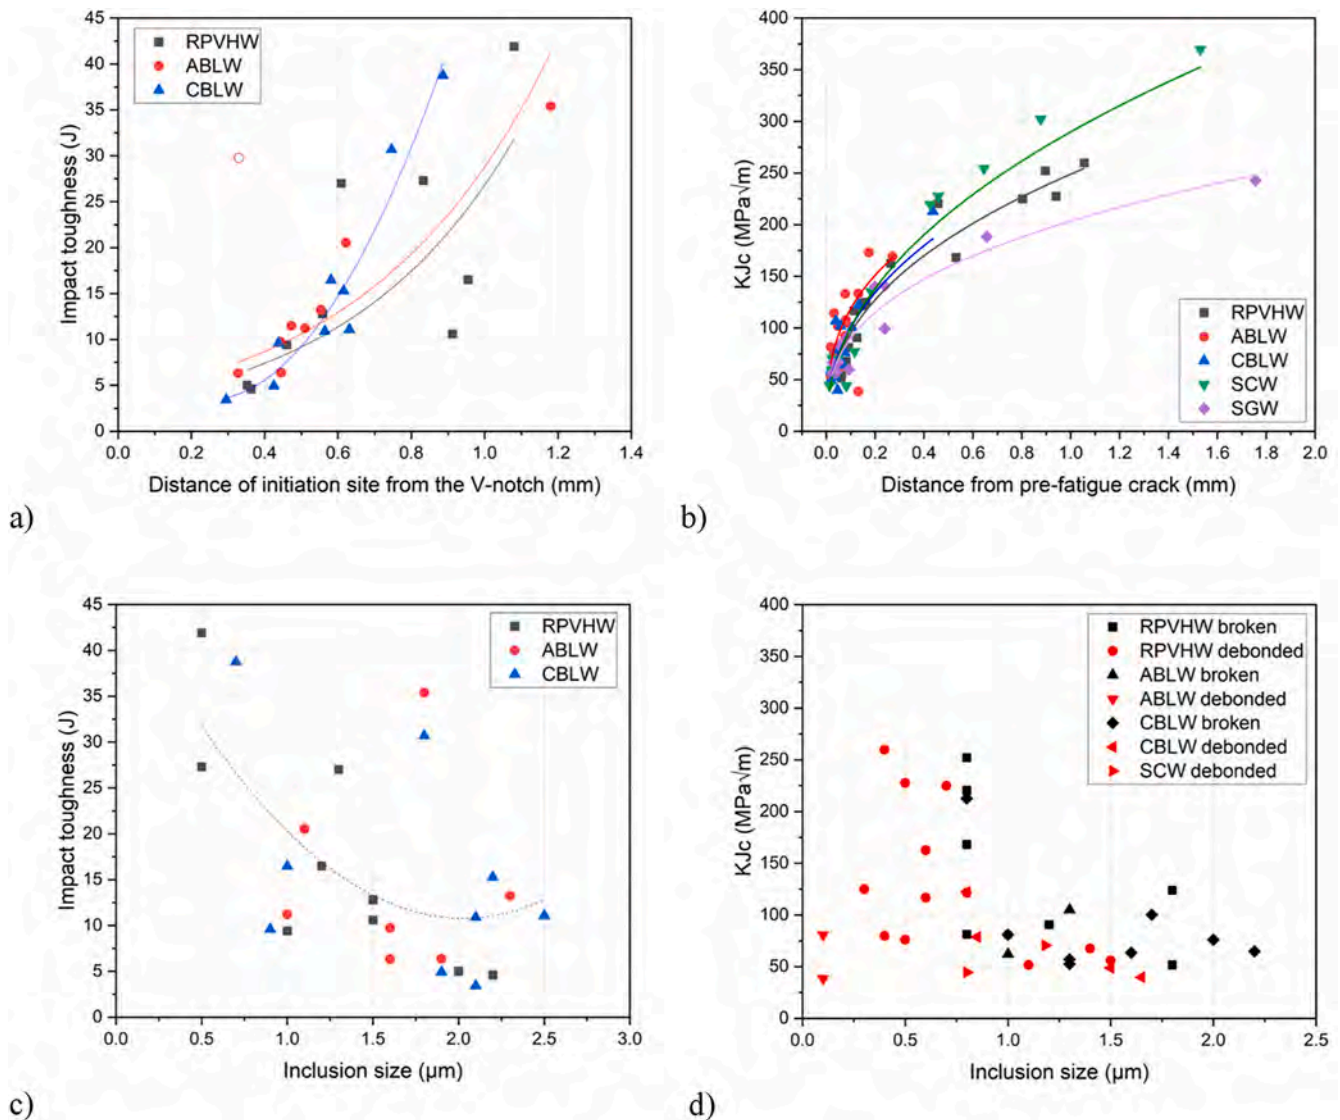 45
40
35
30
25
20
15
10
5
0
Impact toughness (J)
RPVHW
ABLW
CBLW
0.0 0.2 0.4 0.6 0.8 1.0 1.2 1.4
Distance of initiation site from the V-notch (mm)
a)
400
350
300
250
200
150
100
50
0
KJc (MPa√m)
RPVHW
ABLW
CBLW
SCW
SGW
0.0 0.2 0.4 0.6 0.8 1.0 1.2 1.4 1.6 1.8 2.0
Distance from pre-fatigue crack (mm)
b)
45
40
35
30
25
20
15
10
5
0
Impact toughness (J)
RPVHW
ABLW
CBLW
0.0 0.5 1.0 1.5 2.0 2.5 3.0
Inclusion size (μm)
c)
400
350
300
250
200
150
100
50
0
KJc (MPa√m)
RPVHW broken
RPVHW debonded
ABLW broken
ABLW debonded
CBLW broken
CBLW debonded
SCW debonded
0.0 0.5 1.0 1.5 2.0 2.5
Inclusion size (μm)
d)